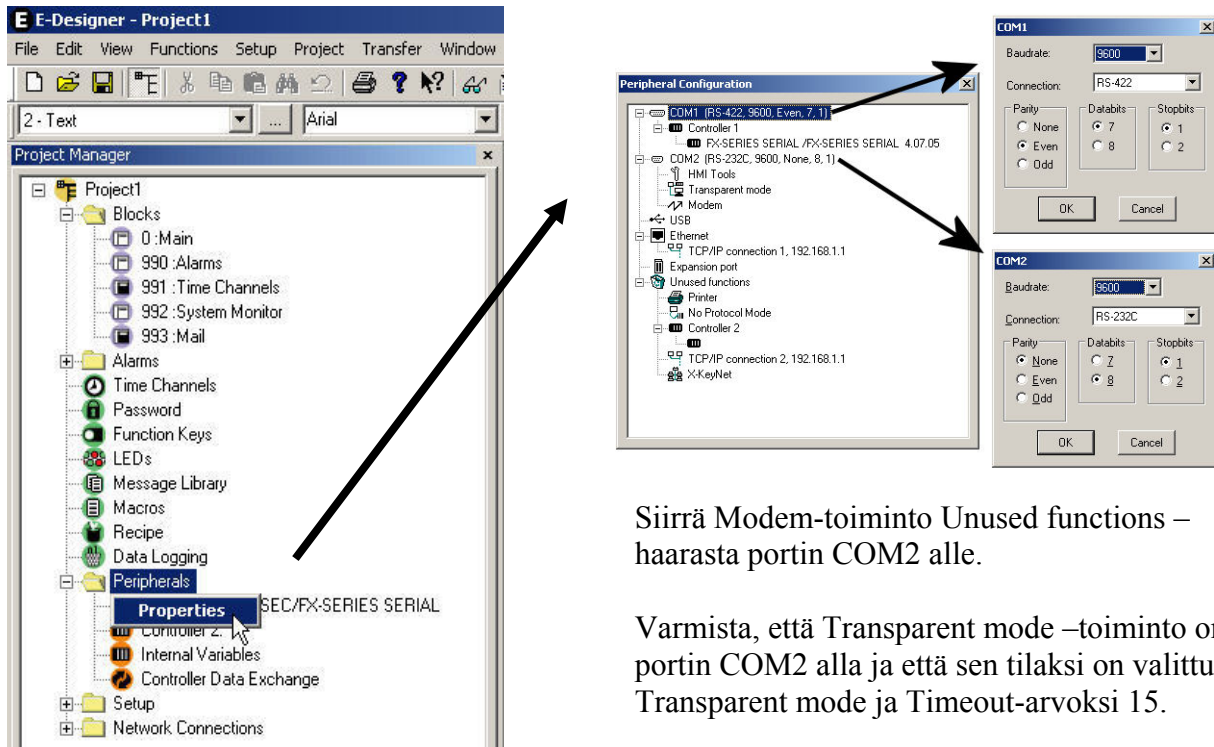 E-Designer - Project1
File Edit View Functions Setup Project Transfer Window
2 - Text ... Arial
Project Manager
Project1
Blocks
0 :Main
990 :Alarms
991 :Time Channels
992 :System Monitor
993 :Mail
Alarms
Time Channels
Password
Function Keys
LEDs
Message Library
Macros
Recipe
Data Logging
Peripherals
Properties SEC/FX-SERIES SERIAL
Controller 2.
Internal Variables
Controller Data Exchange
Setup
Network Connections
Peripheral Configuration
COM1 (RS-422, 9600, Even, 7, 1)
Controller 1
FX-SERIES SERIAL /FX-SERIES SERIAL 4.07.05
COM2 (RS-232C, 9600, None, 8, 1)
HMI Tools
Transparent mode
Modem
USB
Ethernet
TCP/IP connection 1, 192.168.1.1
Expansion port
Unused functions
Printer
No Protocol Mode
Controller 2
TCP/IP connection 2, 192.168.1.1
X-KeyNet
COM1
Baudrate: 9600
Connection: RS-422
Parity Databits Stopbits
None 7 1
Even 8 2
Odd
OK Cancel
COM2
Baudrate: 9600
Connection: RS-232C
Parity Databits Stopbits
None 7 1
Even 8 2
Odd
OK Cancel
Siirrä Modem-toiminto Unused functions –
haarasta portin COM2 alle.
Varmista, että Transparent mode –toiminto on
portin COM2 alla ja että sen tilaksi on valittu
Transparent mode ja Timeout-arvoksi 15.